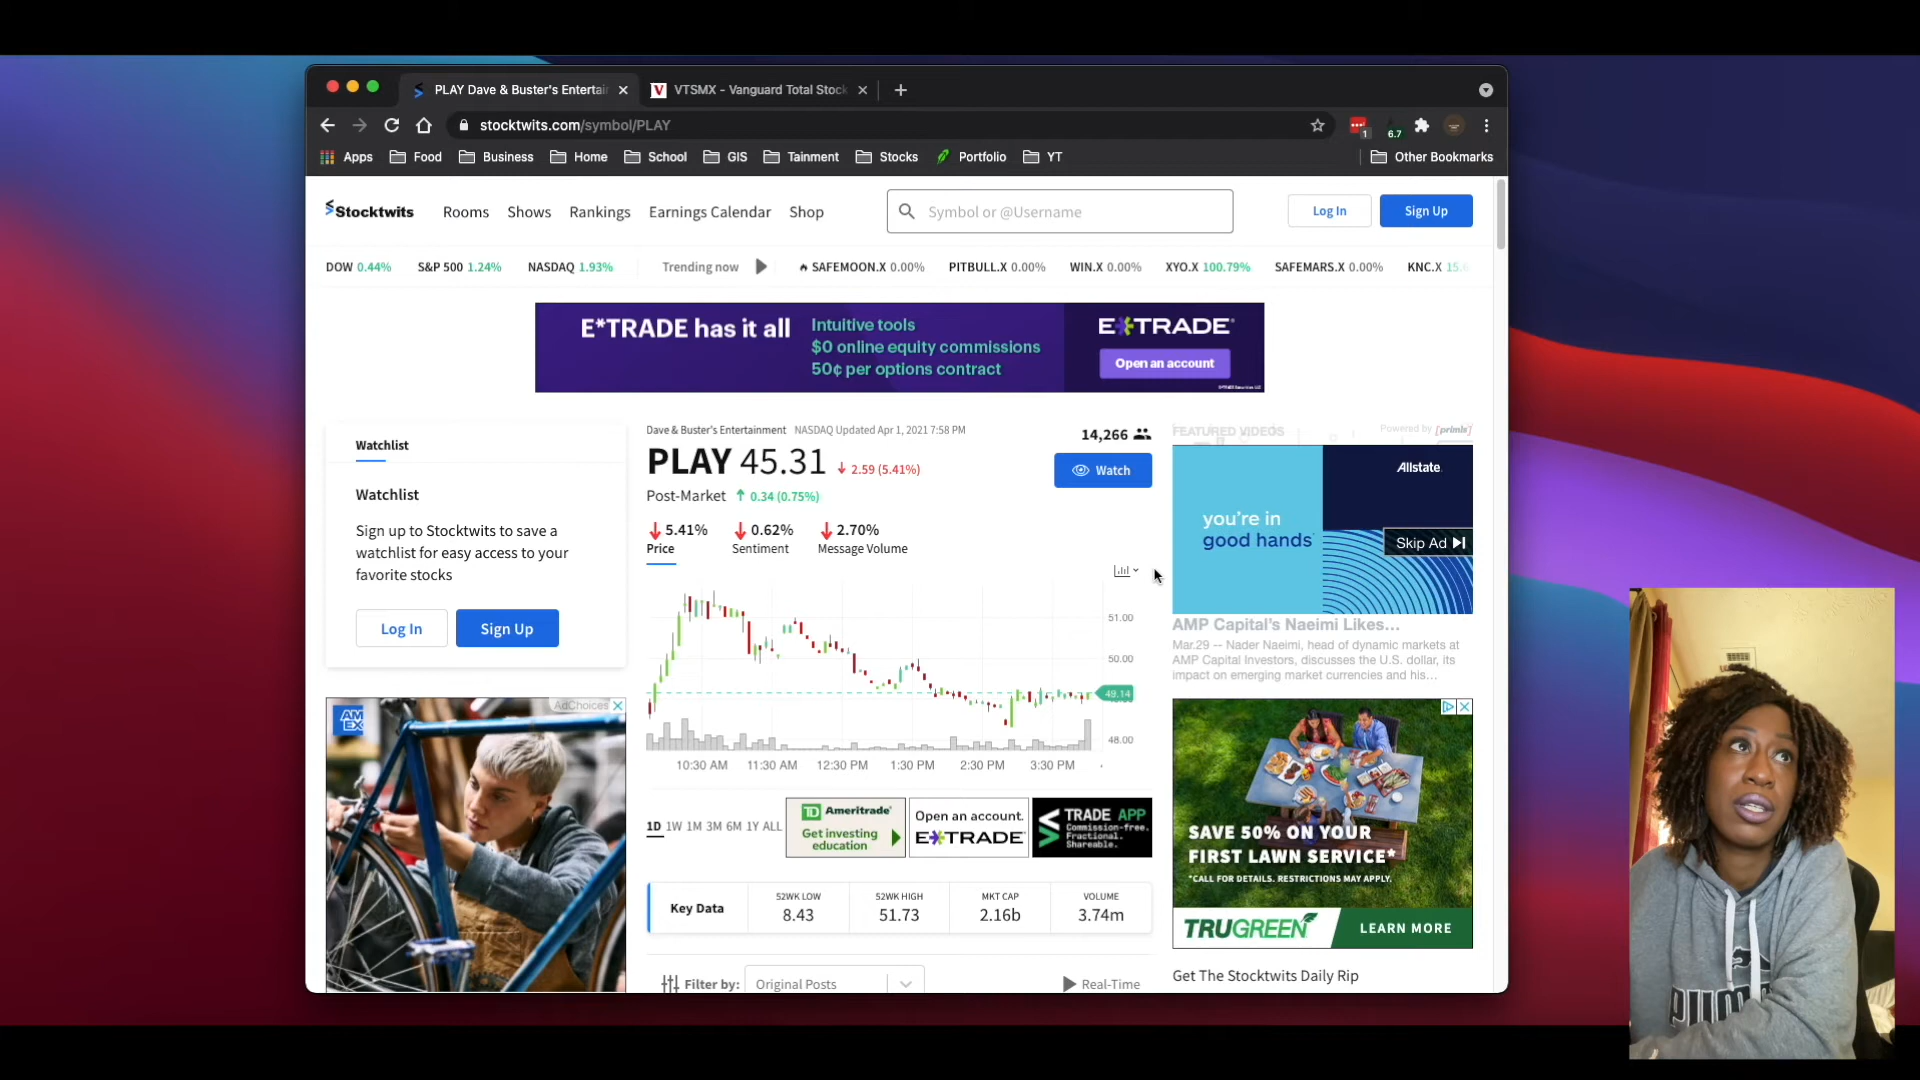 PLAY Dave & Buster's Entertai
VTSMX - Vanguard Total Stock
stocktwits.com/symbol/PLAY
1
6.7
Apps Food Business Home School GIS Tainment Stocks Portfolio YT Other Bookmarks
Stocktwits Rooms Shows Rankings Earnings Calendar Shop
Symbol or @Username
Log In
Sign Up
DOW 0.44% S&P 500 1.24% NASDAQ 1.93% Trending now SAFEMOON.X 0.00% PITBULL.X 0.00% WIN.X 0.00% XYO.X 100.79% SAFEMARS.X 0.00% KNC.X 15.
E*TRADE has it all
Intuitive tools
$0 online equity commissions
50¢ per options contract
E*TRADE
Open an account
Watchlist
Watchlist
Sign up to Stocktwits to save a
watchlist for easy access to your
favorite stocks
Log In
Sign Up
AdChoices
AM
EX
Dave & Buster's Entertainment NASDAQ Updated Apr 1, 2021 7:58 PM
14,266
PLAY 45.31 2.59 (5.41%)
Watch
Post-Market 0.34 (0.75%)
5.41% 0.62% 2.70%
Price Sentiment Message Volume
51.00
50.00
49.14
48.00
10:30 AM 11:30 AM 12:30 PM 1:30 PM 2:30 PM 3:30 PM
1D 1W 1M 3M 6M 1Y ALL
TD Ameritrade
Get investing
education
Open an account.
E*TRADE
TRADE APP
Commission-free.
Fractional.
Shareable.
Key Data
52WK LOW 52WK HIGH MKT CAP VOLUME
8.43 51.73 2.16b 3.74m
Filter by: Original Posts
Real-Time
FEATURED VIDEOS
Powered by [primis]
Allstate
you're in
good hands
Skip Ad
AMP Capital's Naeimi Likes...
Mar.29 -- Nader Naeimi, head of dynamic markets at
AMP Capital Investors, discusses the U.S. dollar, its
impact on emerging market currencies and his...
SAVE 50% ON YOUR
FIRST LAWN SERVICE*
*CALL FOR DETAILS. RESTRICTIONS MAY APPLY.
TRUGREEN
LEARN MORE
Get The Stocktwits Daily Rip